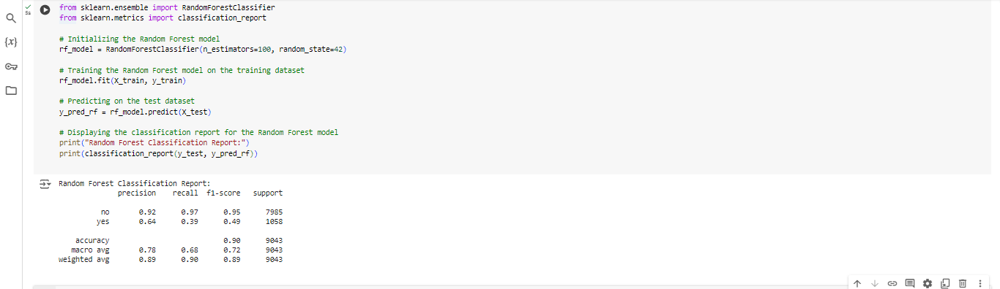 from sklearn.ensemble import RandomForestClassifier
from sklearn.metrics import classification_report
# Initializing the Random Forest model
rf_model = RandomForestClassifier(n_estimators=100, random_state=42)
# Training the Random Forest model on the training dataset
rf_model.fit(X_train, y_train)
# Predicting on the test dataset
y_pred_rf = rf_model.predict(X_test)
# Displaying the classification report for the Random Forest model
print("Random Forest Classification Report:")
print(classification_report(y_test, y_pred_rf))
5s
{x}
Random Forest Classification Report:
precision recall f1-score support
no 0.92 0.97 0.95 7985
yes 0.64 0.39 0.49 1058
accuracy 0.90 9043
macro avg 0.78 0.68 0.72 9043
weighted avg 0.89 0.90 0.89 9043